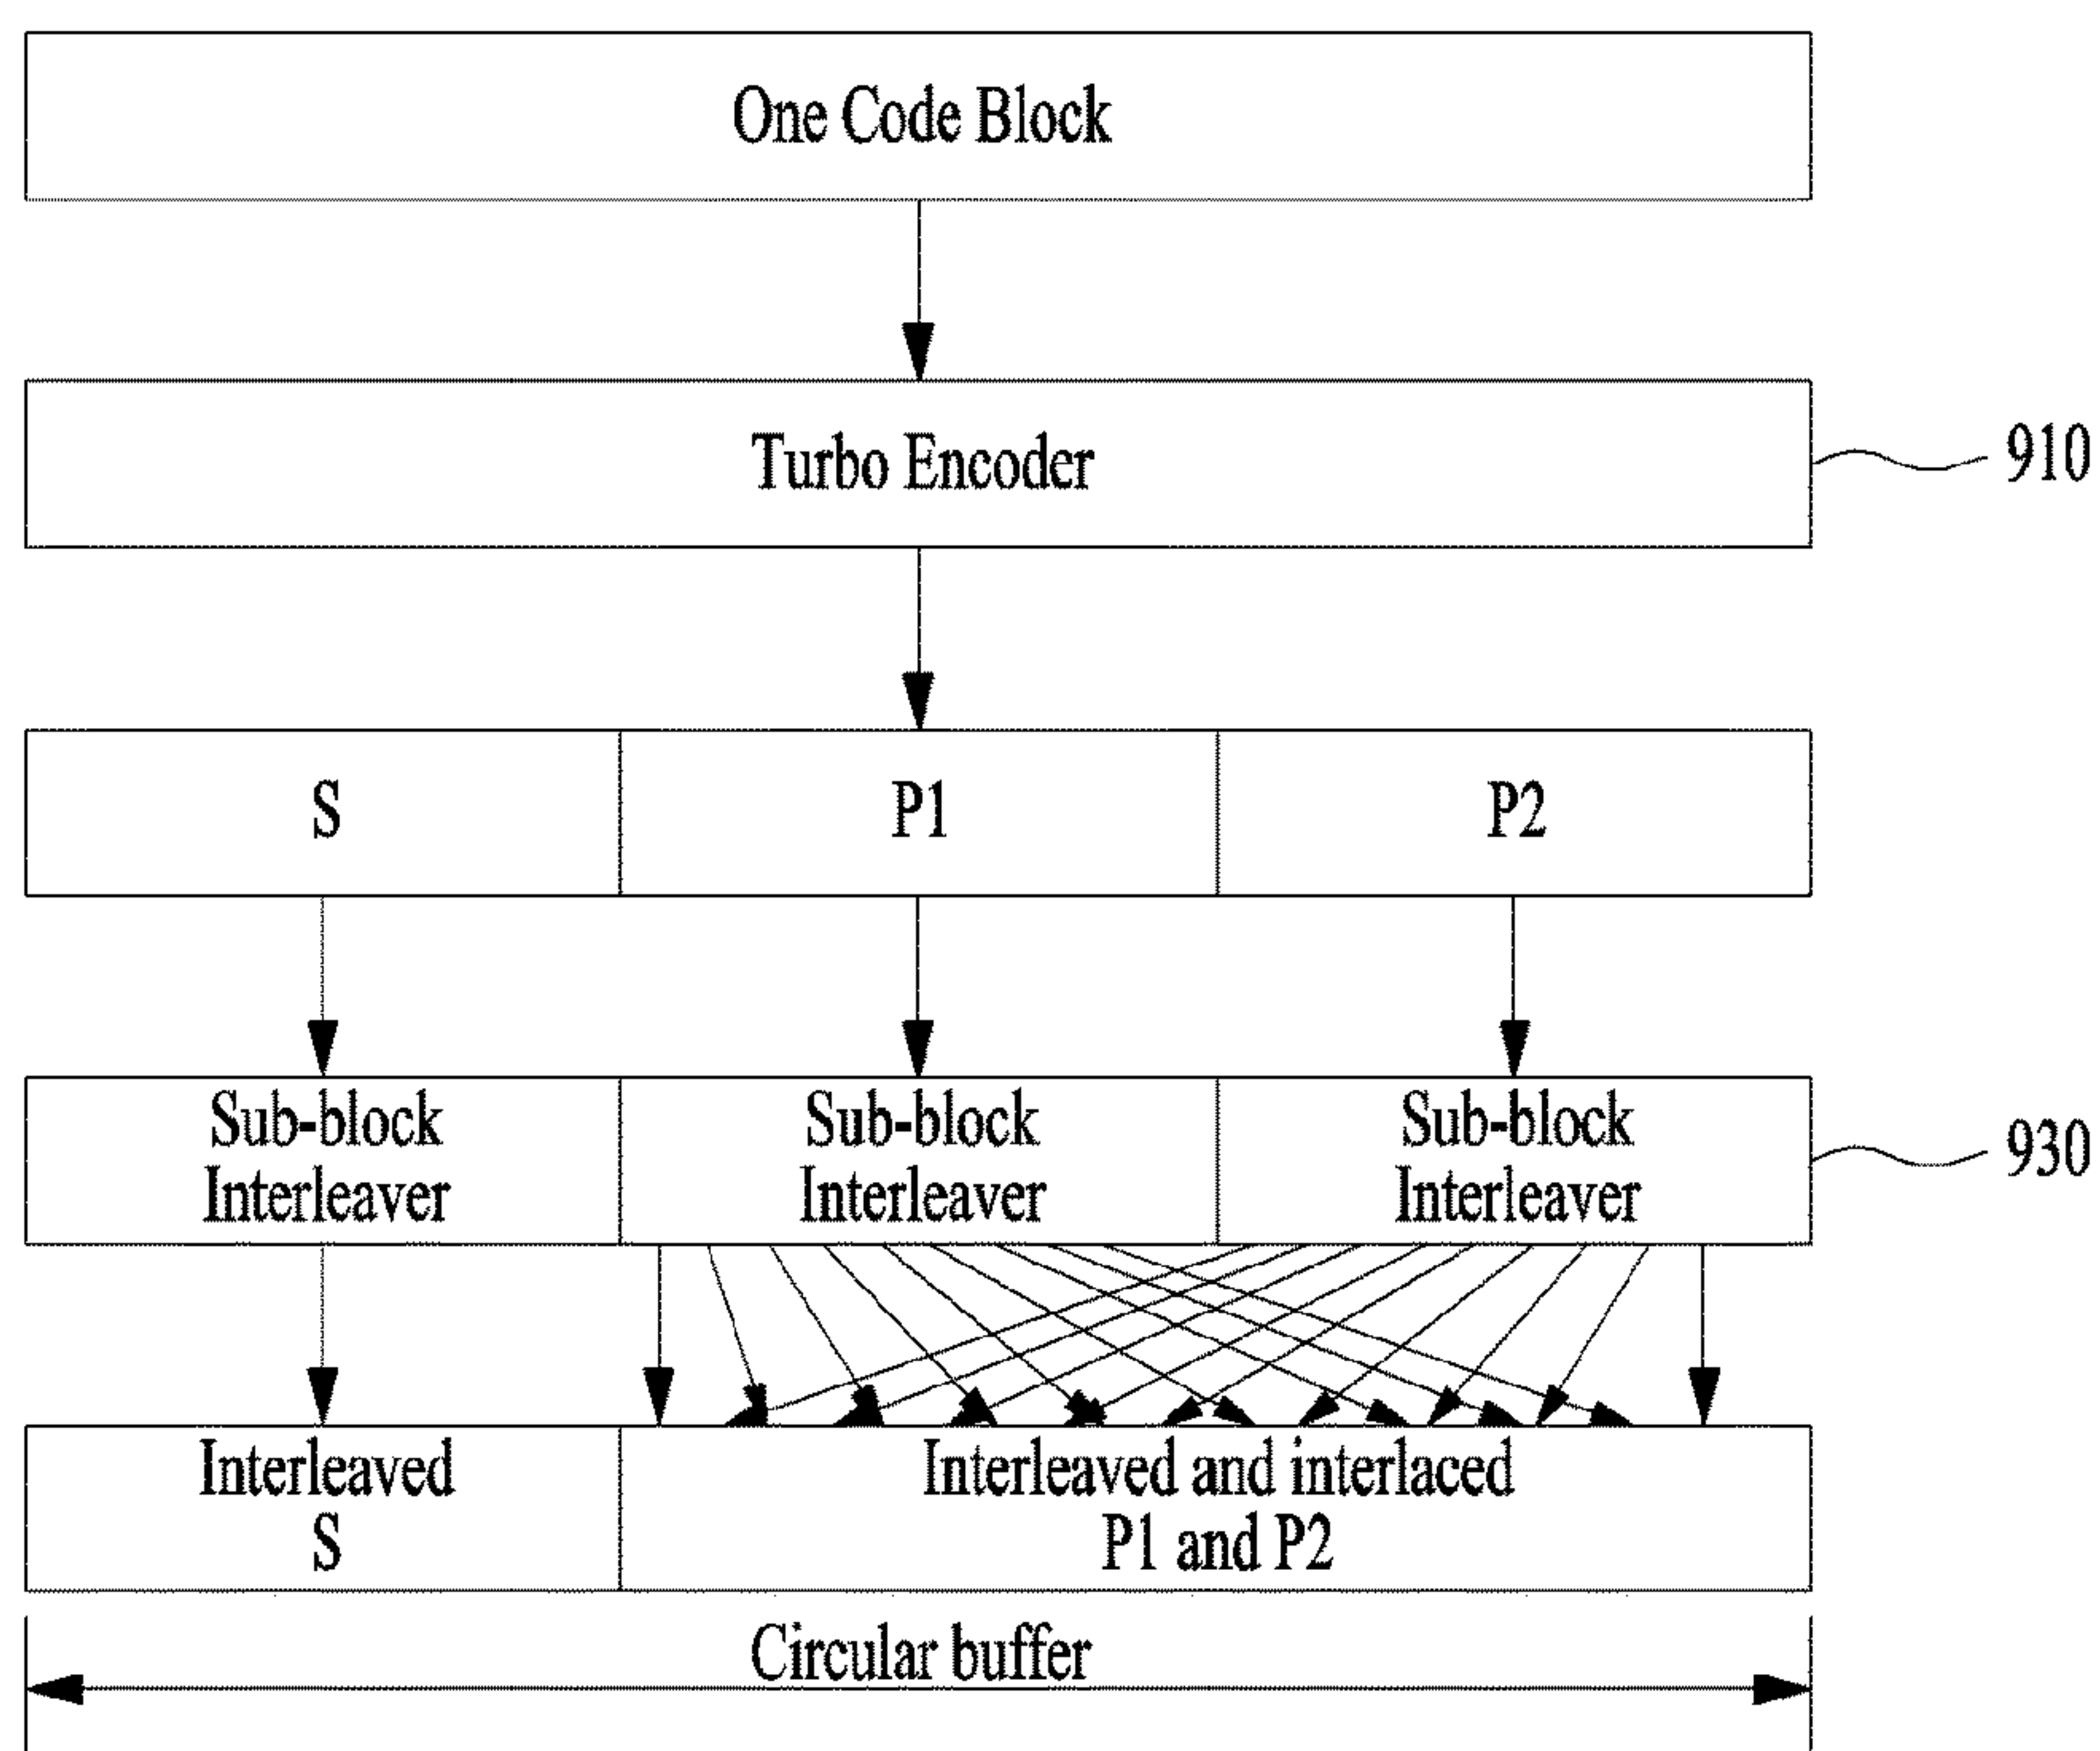 One Code Block
Turbo Encoder
910
S
P1
P2
Sub-block
Interleaver
Sub-block
Interleaver
Sub-block
Interleaver
930
Interleaved
S
Interleaved and interlaced
P1 and P2
Circular buffer